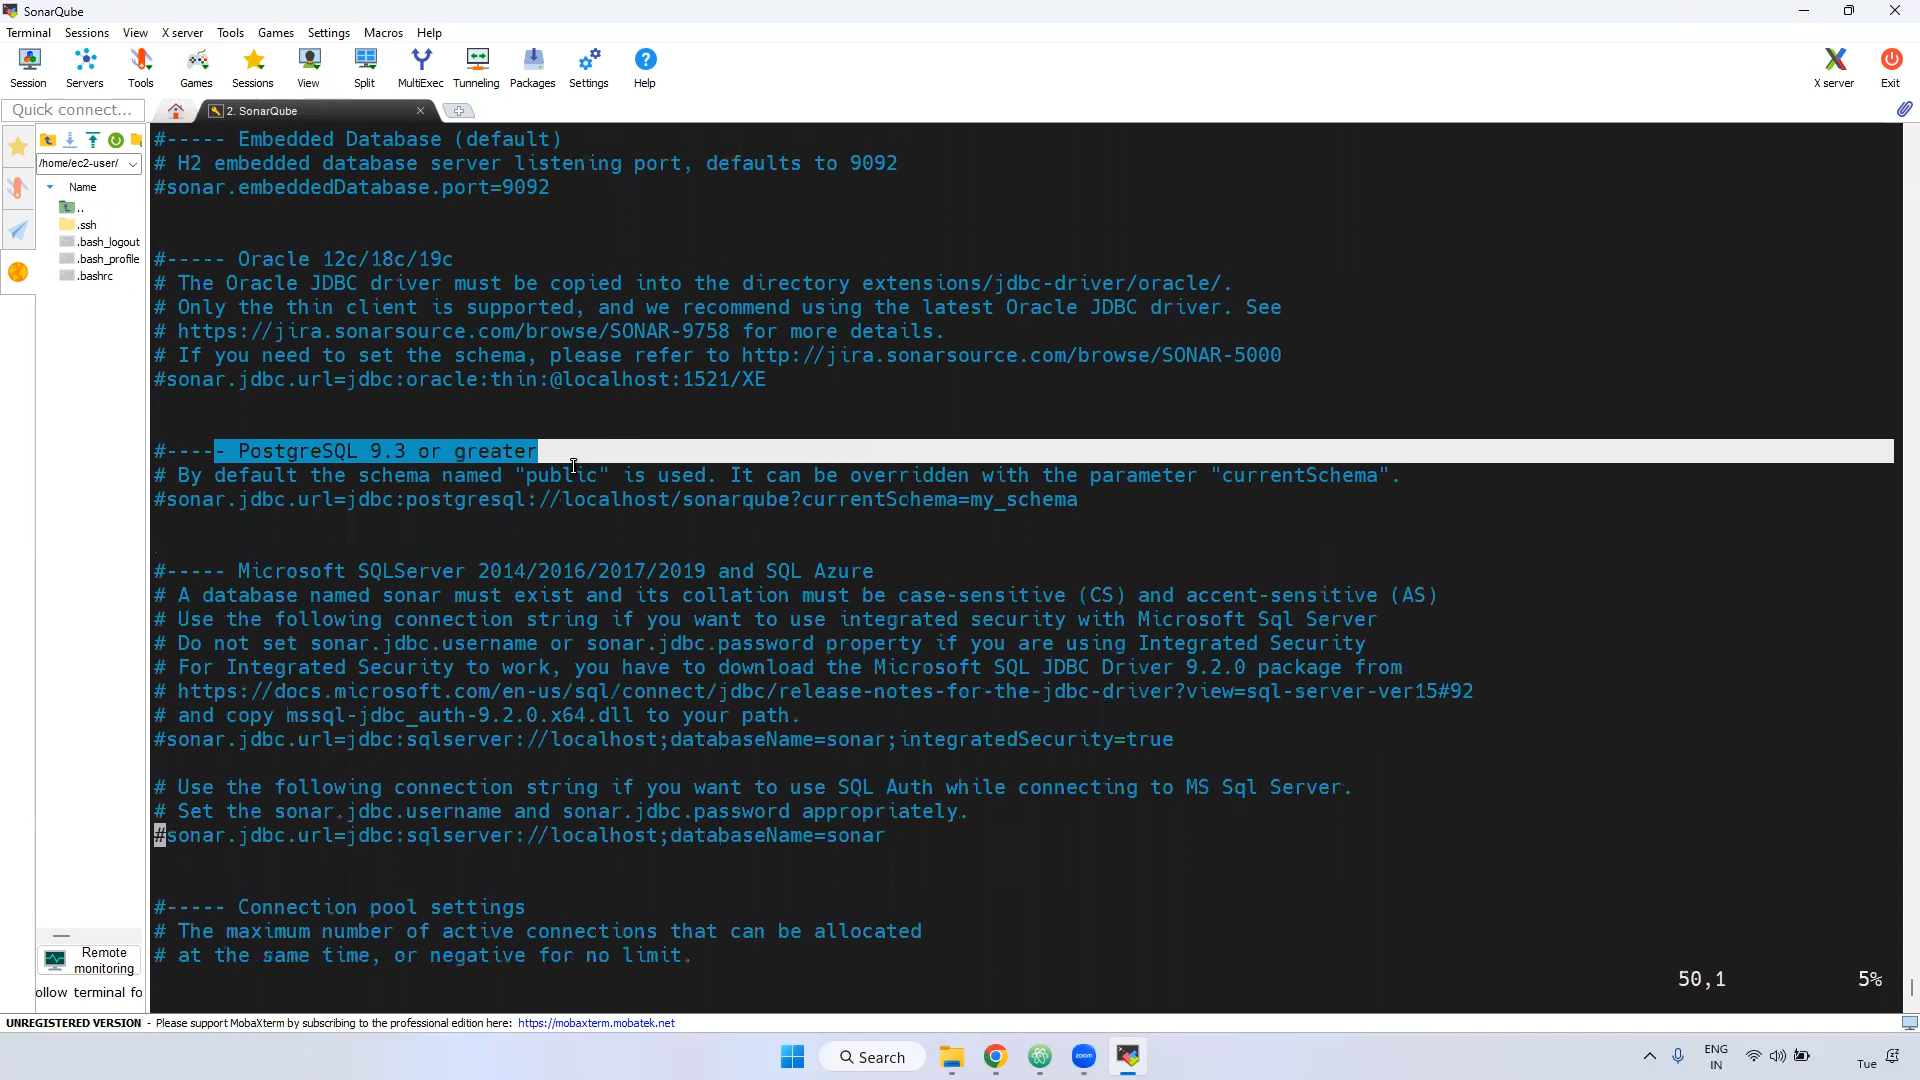 SonarQube
Terminal Sessions View X server Tools Games Settings Macros Help
Session Servers Tools Games Sessions View Split MultiExec Tunneling Packages Settings Help X server Exit
Quick connect...
2. SonarQube
/home/ec2-user/
Name
..
.ssh
.bash_logout
.bash_profile
.bashrc
#----- Embedded Database (default)
# H2 embedded database server listening port, defaults to 9092
#sonar.embeddedDatabase.port=9092
#----- Oracle 12c/18c/19c
# The Oracle JDBC driver must be copied into the directory extensions/jdbc-driver/oracle/.
# Only the thin client is supported, and we recommend using the latest Oracle JDBC driver. See
# https://jira.sonarsource.com/browse/SONAR-9758 for more details.
# If you need to set the schema, please refer to http://jira.sonarsource.com/browse/SONAR-5000
#sonar.jdbc.url=jdbc:oracle:thin:@localhost:1521/XE
#----- PostgreSQL 9.3 or greater
# By default the schema named "public" is used. It can be overridden with the parameter "currentSchema".
#sonar.jdbc.url=jdbc:postgresql://localhost/sonarqube?currentSchema=my_schema
#----- Microsoft SQLServer 2014/2016/2017/2019 and SQL Azure
# A database named sonar must exist and its collation must be case-sensitive (CS) and accent-sensitive (AS)
# Use the following connection string if you want to use integrated security with Microsoft Sql Server
# Do not set sonar.jdbc.username or sonar.jdbc.password property if you are using Integrated Security
# For Integrated Security to work, you have to download the Microsoft SQL JDBC Driver 9.2.0 package from
# https://docs.microsoft.com/en-us/sql/connect/jdbc/release-notes-for-the-jdbc-driver?view=sql-server-ver15#92
# and copy mssql-jdbc_auth-9.2.0.x64.dll to your path.
#sonar.jdbc.url=jdbc:sqlserver://localhost;databaseName=sonar;integratedSecurity=true
# Use the following connection string if you want to use SQL Auth while connecting to MS Sql Server.
# Set the sonar.jdbc.username and sonar.jdbc.password appropriately.
#sonar.jdbc.url=jdbc:sqlserver://localhost;databaseName=sonar
#----- Connection pool settings
# The maximum number of active connections that can be allocated
# at the same time, or negative for no limit.
50,1 5%
Remote
monitoring
ollow terminal fo
UNREGISTERED VERSION - Please support MobaXterm by subscribing to the professional edition here: https://mobaxterm.mobatek.net
Search
zoom
ENG
IN
Tue